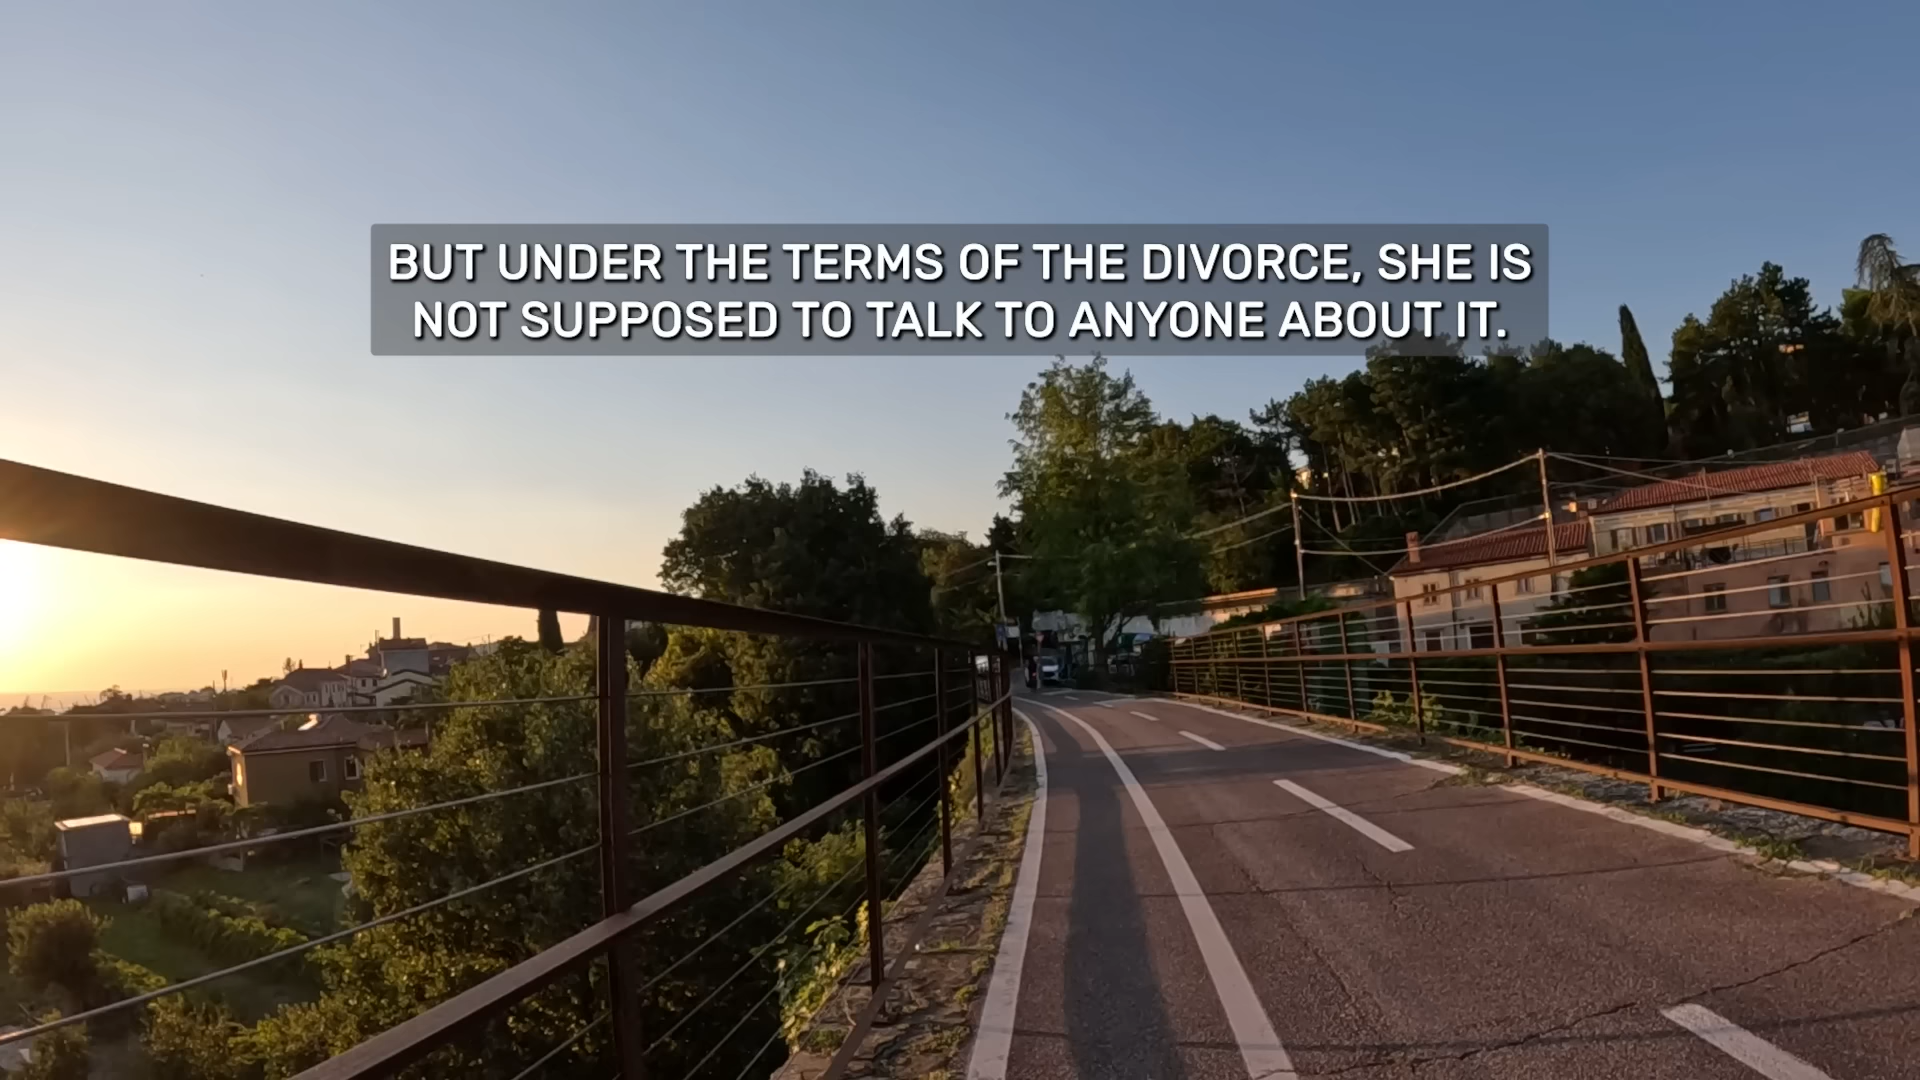 BUT UNDER THE TERMS OF THE DIVORCE, SHE IS
NOT SUPPOSED TO TALK TO ANYONE ABOUT IT.